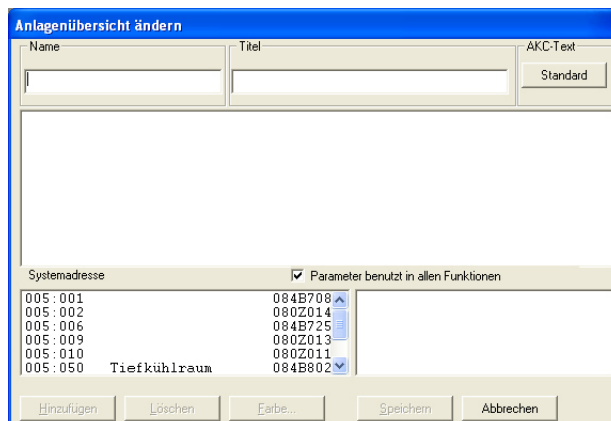 Anlagenübersicht ändern
Name Titel AKC-Text
Standard
Systemadresse Parameter benutzt in allen Funktionen
005:001 084B708
005:002 080Z014
005:006 084B725
005:009 080Z013
005:010 080Z011
005:050 Tiefkühlraum 084B802
Hinzufügen Löschen Farbe... Speichern Abbrechen